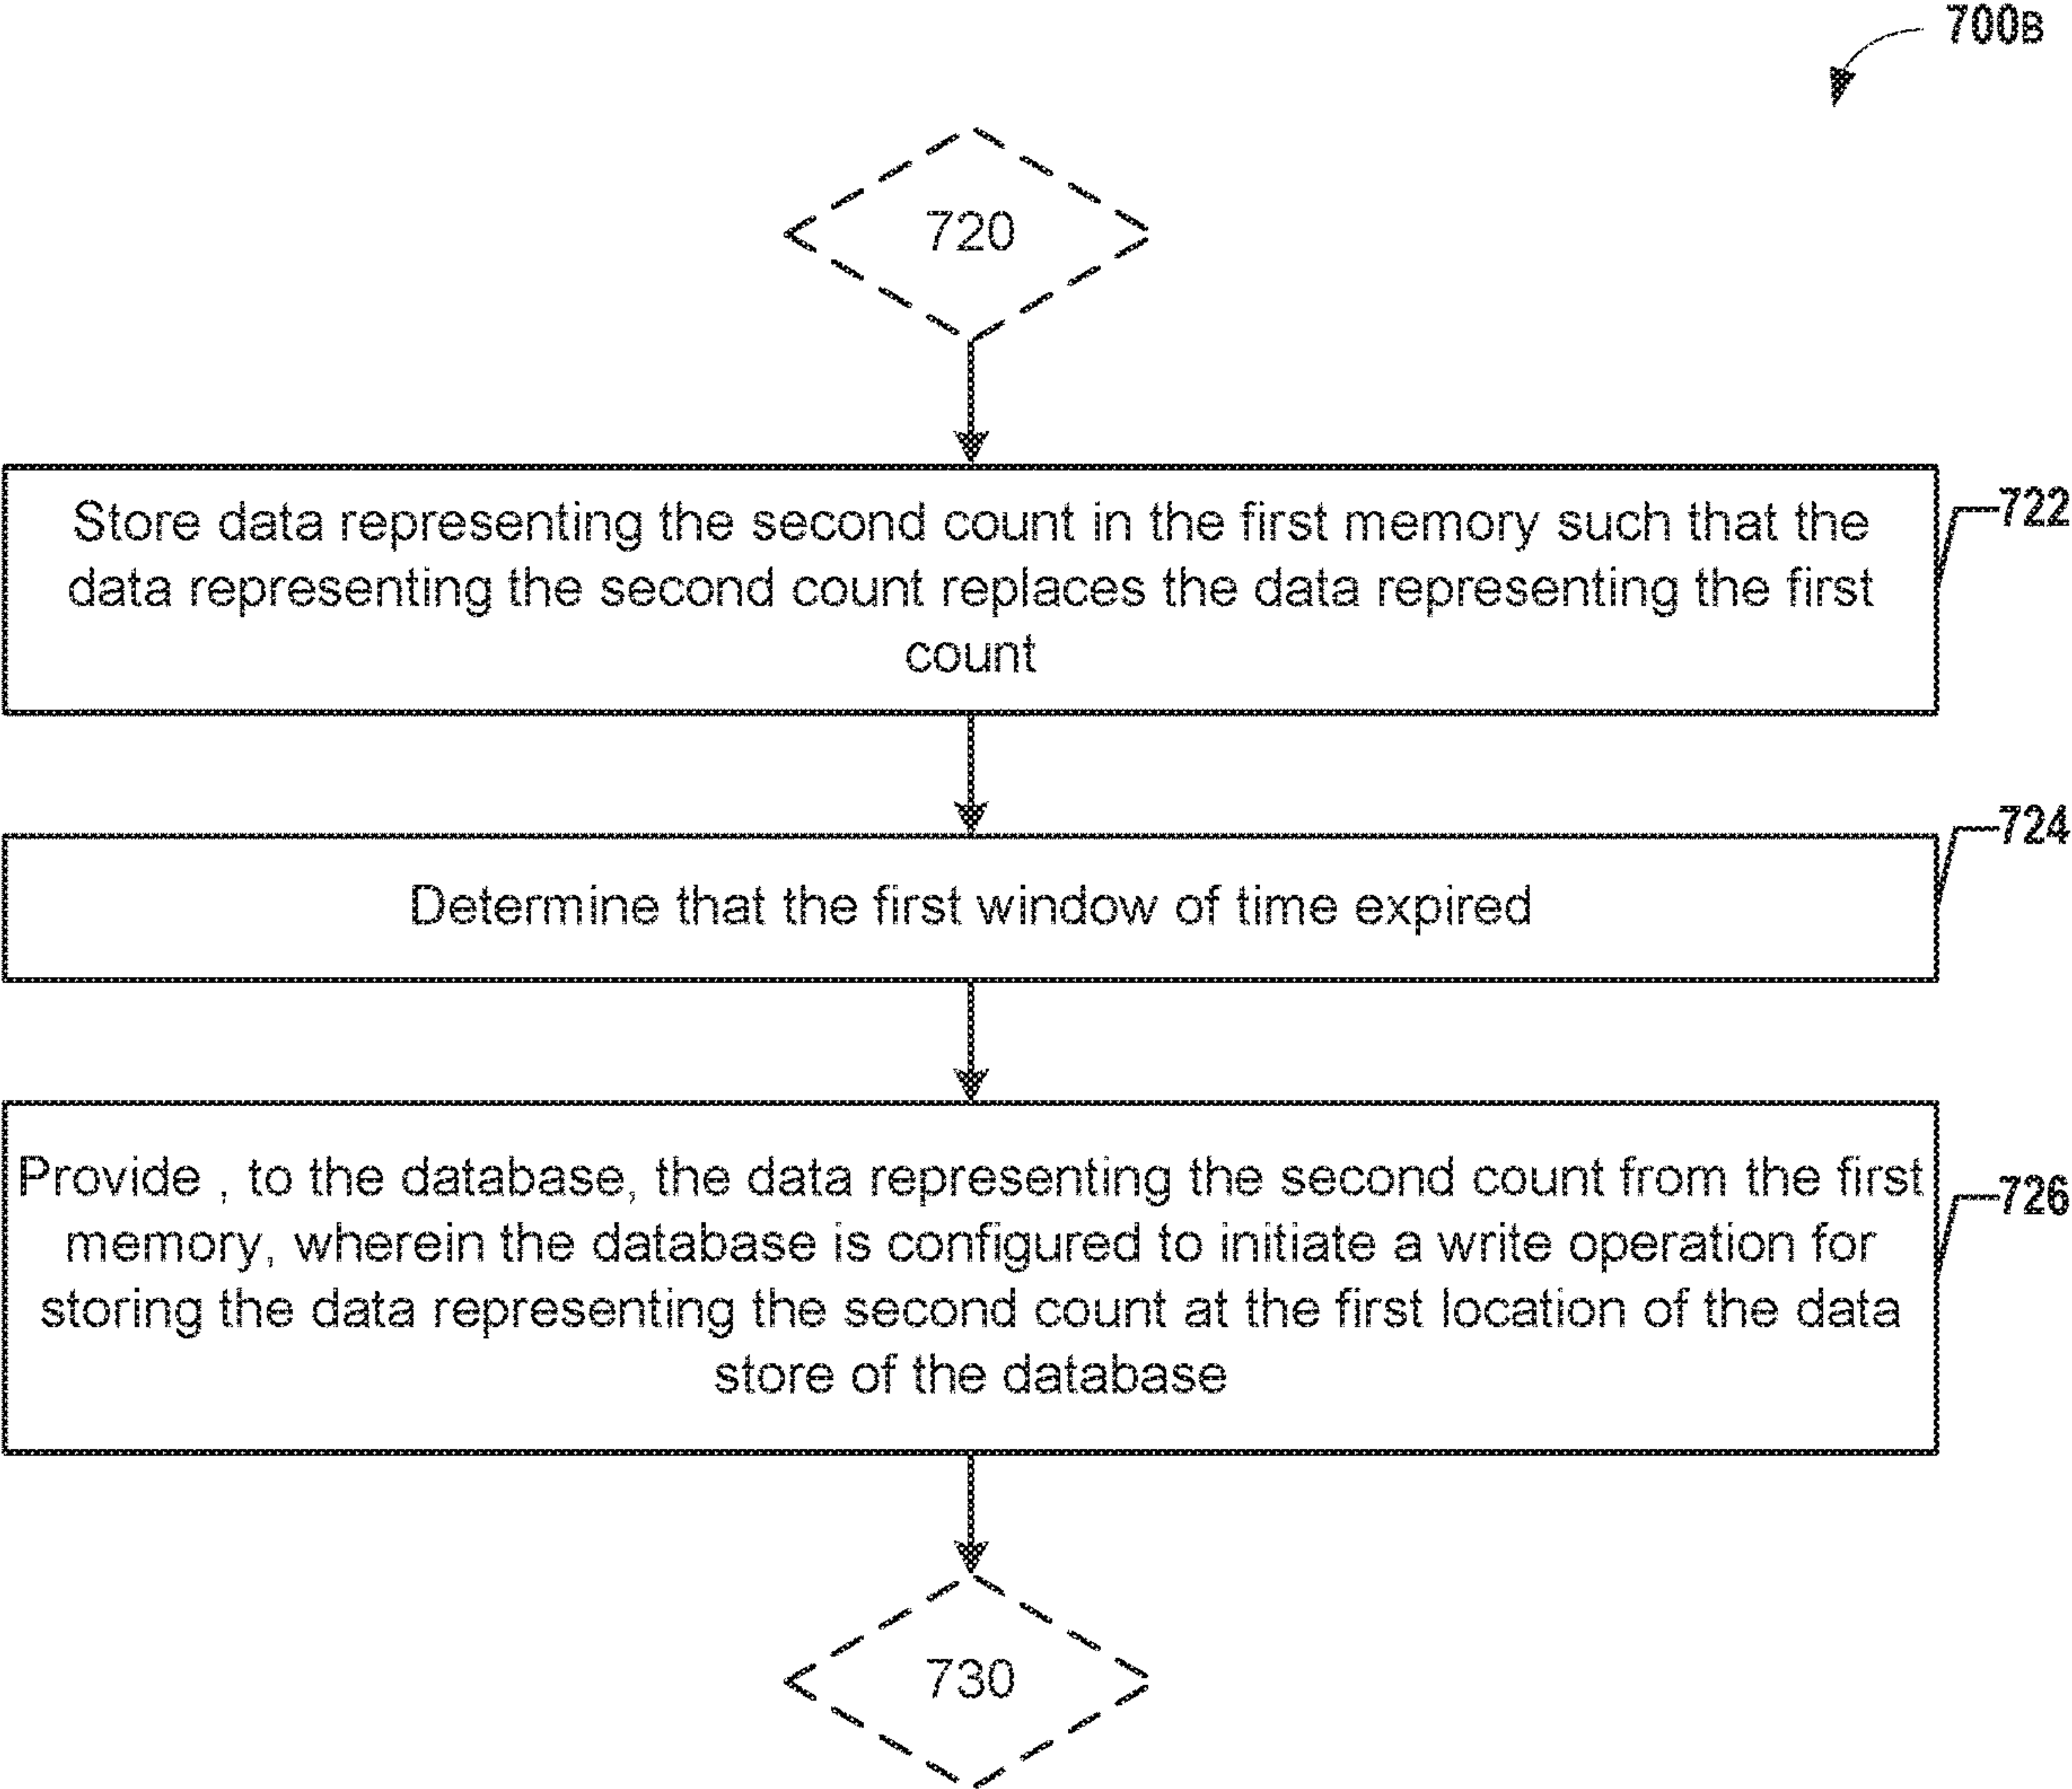 700B
720
Store data representing the second count in the first memory such that the
data representing the second count replaces the data representing the first
count
722
Determine that the first window of time expired
724
Provide , to the database, the data representing the second count from the first
memory, wherein the database is configured to initiate a write operation for
storing the data representing the second count at the first location of the data
store of the database
726
730